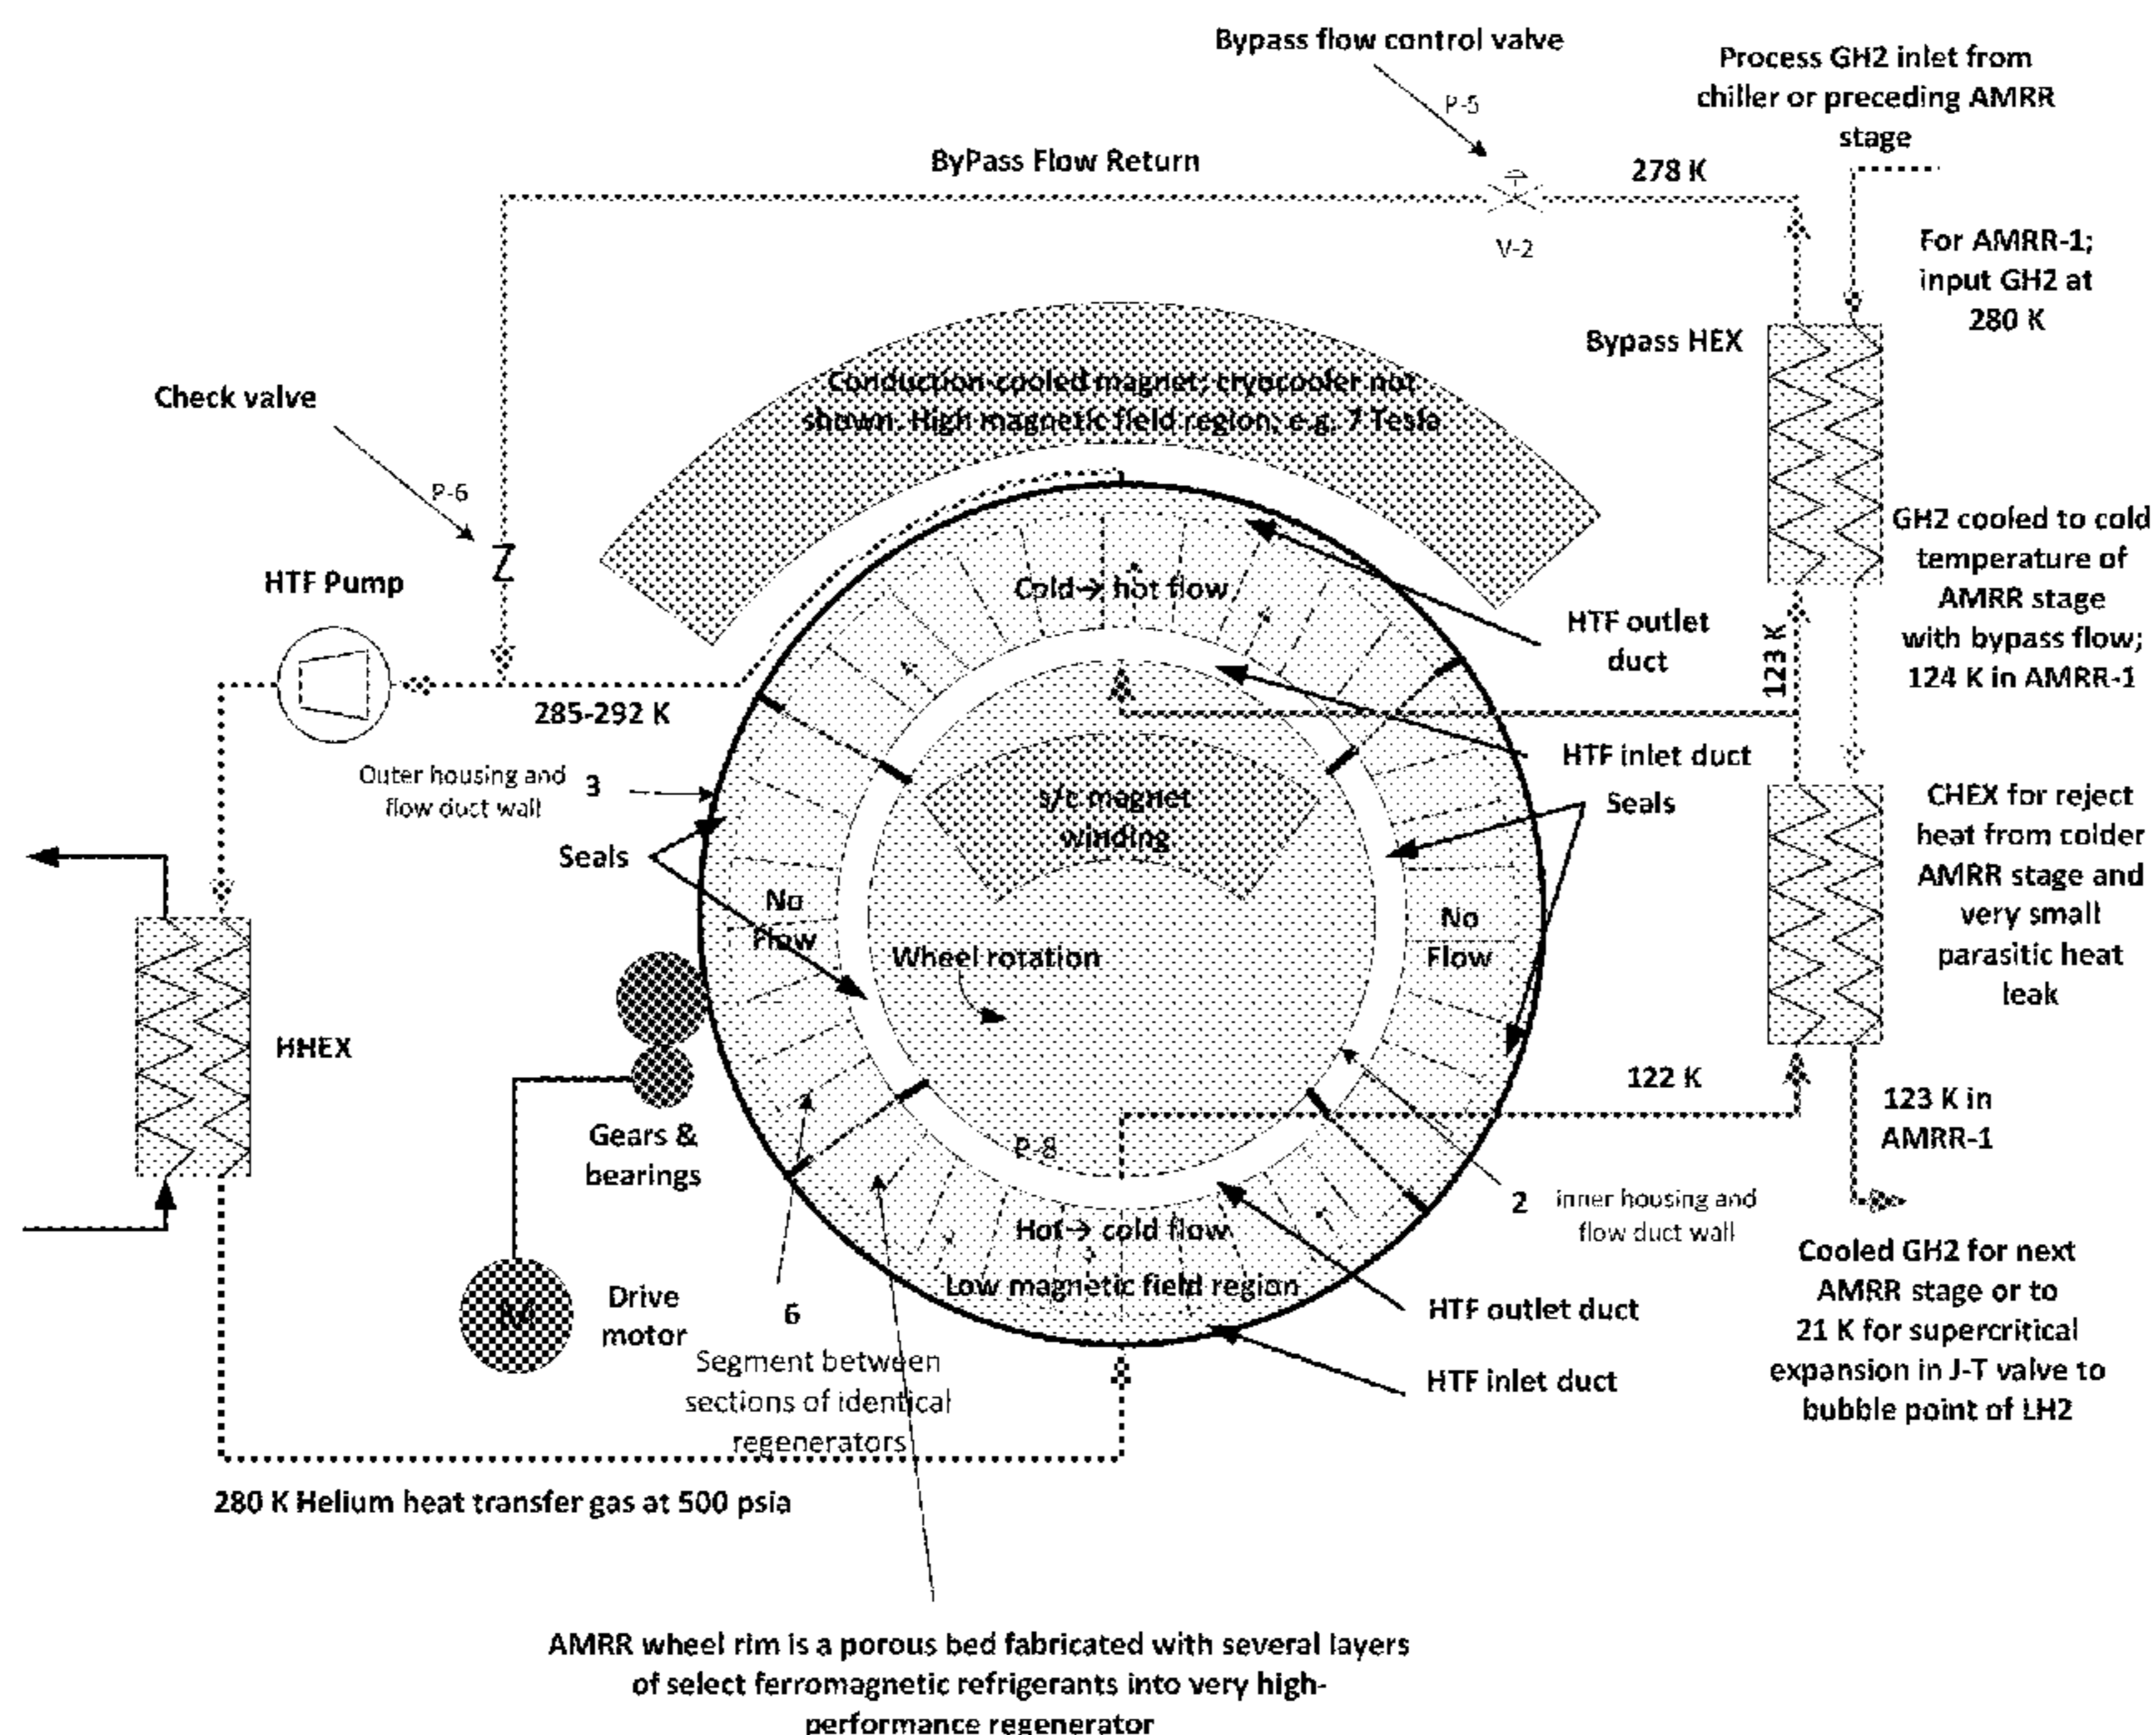 Bypass flow control valve
P-5
Process GH2 inlet from
chiller or preceding AMRR
stage
ByPass Flow Return
278 K
V-2
For AMRR-1;
input GH2 at
280 K
Bypass HEX
Check valve
P-6
Conduction-cooled magnet; cryocooler not
shown. High magnetic field region, e.g. 7 Tesla
GH2 cooled to cold
temperature of
AMRR stage
with bypass flow;
124 K in AMRR-1
HTF Pump
Cold→ hot flow
HTF outlet
duct
123 K
285-292 K
HTF inlet duct
Outer housing and
flow duct wall
3
s/c magnet
winding
Seals
Seals
CHEX for reject
heat from colder
AMRR stage and
very small
parasitic heat
leak
No
Flow
No
Flow
Wheel rotation
HHEX
122 K
123 K in
AMRR-1
Gears &
bearings
P-8
2
inner housing and
flow duct wall
Hot→ cold flow
Low magnetic field region
Cooled GH2 for next
AMRR stage or to
21 K for supercritical
expansion in J-T valve to
bubble point of LH2
M
Drive
motor
6
HTF outlet duct
Segment between
sections of identical
regenerators
HTF inlet duct
280 K Helium heat transfer gas at 500 psia
AMRR wheel rim is a porous bed fabricated with several layers
of select ferromagnetic refrigerants into very high-
performance regenerator